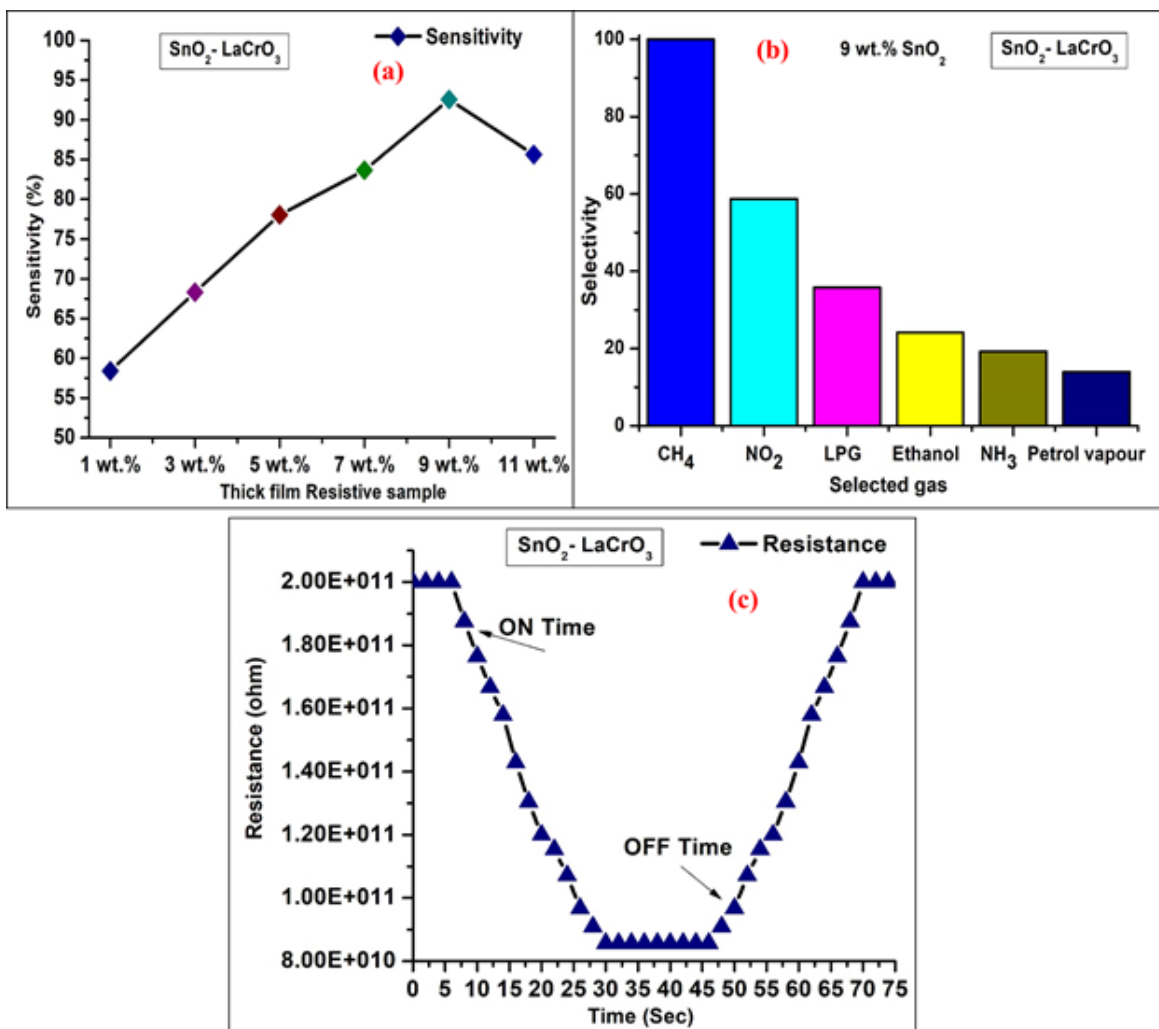 SnO2- LaCrO3
Sensitivity
(a)
100
95
90
85
80
75
70
65
60
55
50
Sensitivity (%)
1 wt.% 3 wt.% 5 wt.% 7 wt.% 9 wt.% 11 wt.%
Thick film Resistive sample
(b)
9 wt.% SnO2
SnO2- LaCrO3
100
80
60
40
20
0
Selectivity
CH4 NO2 LPG Ethanol NH3 Petrol vapour
Selected gas
SnO2- LaCrO3
Resistance
(c)
2.00E+011
1.80E+011
1.60E+011
1.40E+011
1.20E+011
1.00E+011
8.00E+010
Resistance (ohm)
ON Time
OFF Time
0 5 10 15 20 25 30 35 40 45 50 55 60 65 70 75
Time (Sec)